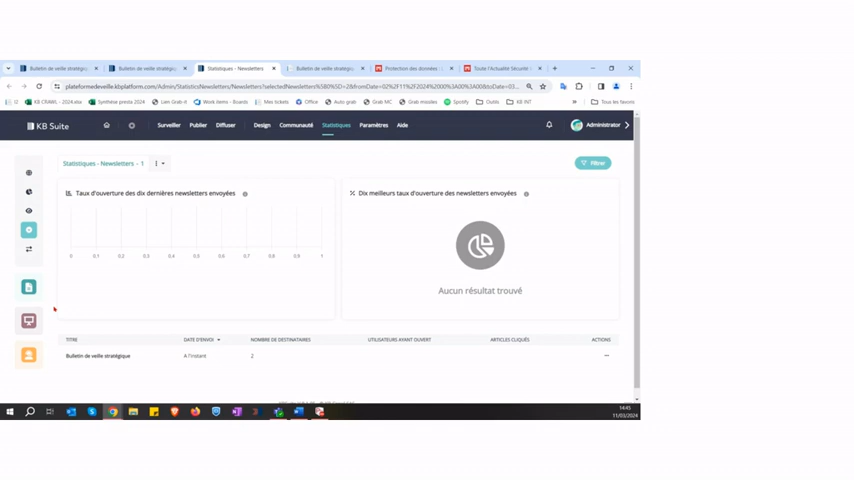 Bulletin de veille stratégiqu
Bulletin de veille stratégiqu
Statistiques - Newsletters
Bulletin de veille stratégiqu
Protection des données :
Toute l'Actualité Sécurité
plateformedeveille.kbplatform.com/Admin/StatisticsNewsletters/Newsletters?selectedNewsletters%5B0%5D=2&fromDate=02%2F11%2F2024%000%3A000%3A00&toDate=03...
I2
KB CRAWL - 2024.xlsx
Synthèse presta 2024
Lien Grab-It
Work items - Boards
Mes tickets
Office
Auto grab
Grab MC
Grab missiles
Spotify
Outils
KB INT
»
Tous les favoris
KB Suite
Surveiller
Publier
Diffuser
Design
Communauté
Statistiques
Paramètres
Aide
Administrator
Statistiques - Newsletters - 1
Filtrer
Taux d'ouverture des dix dernières newsletters envoyées
Dix meilleurs taux d'ouverture des newsletters envoyées
0 0,1 0,2 0,3 0,4 0,5 0,6 0,7 0,8 0,9 1
Aucun résultat trouvé
TITRE DATE D'ENVOI NOMBRE DE DESTINATAIRES UTILISATEURS AYANT OUVERT ARTICLES CLIQUÉS ACTIONS
Bulletin de veille stratégique A l'instant 2 ...
14:45
11/03/2024